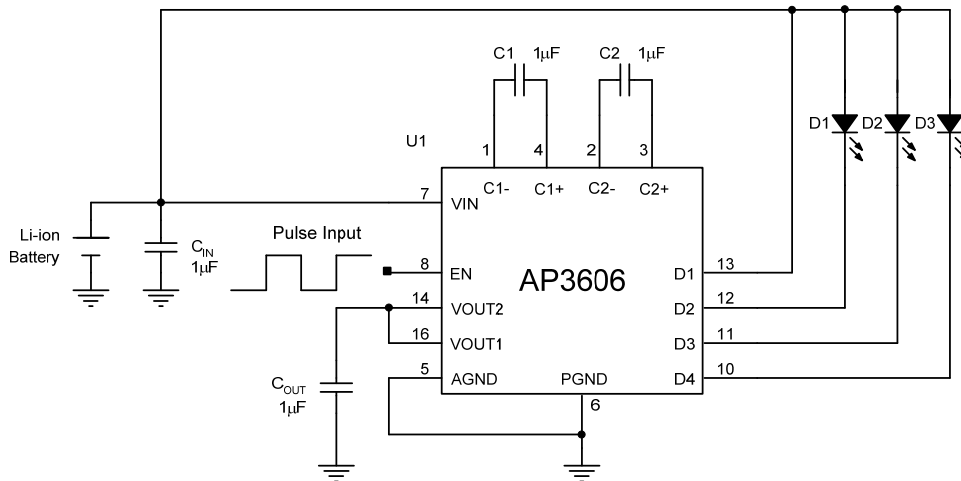 C1 1µF C2 1µF
D1 D2 D3
U1
1 4 2 3
C1- C1+ C2- C2+
7 VIN
Li-ion
Battery
CIN
1µF
Pulse Input
8 EN
AP3606
D1 13
14 VOUT2
D2 12
16 VOUT1
D3 11
5 AGND
PGND
D4 10
6
COUT
1µF